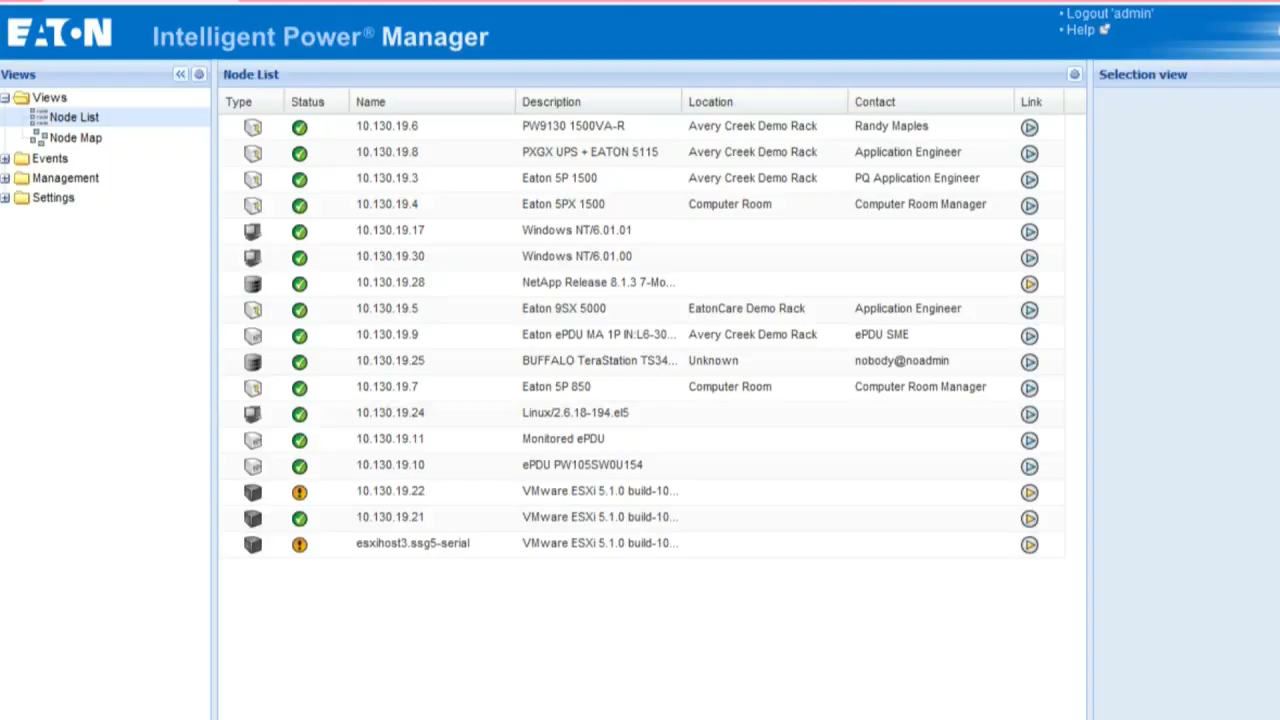 EATON Intelligent Power® Manager
• Logout 'admin'
• Help
Views
Views
Node List
Node Map
Events
Management
Settings
Node List
Type Status Name Description Location Contact Link
10.130.19.6 PW9130 1500VA-R Avery Creek Demo Rack Randy Maples
10.130.19.8 PXGX UPS + EATON 5115 Avery Creek Demo Rack Application Engineer
10.130.19.3 Eaton 5P 1500 Avery Creek Demo Rack PQ Application Engineer
10.130.19.4 Eaton 5PX 1500 Computer Room Computer Room Manager
10.130.19.17 Windows NT/6.01.01
10.130.19.30 Windows NT/6.01.00
10.130.19.28 NetApp Release 8.1.3 7-Mo...
10.130.19.5 Eaton 9SX 5000 EatonCare Demo Rack Application Engineer
10.130.19.9 Eaton ePDU MA 1P IN:L6-30... Avery Creek Demo Rack ePDU SME
10.130.19.25 BUFFALO TeraStation TS34... Unknown nobody@noadmin
10.130.19.7 Eaton 5P 850 Computer Room Computer Room Manager
10.130.19.24 Linux/2.6.18-194.el5
10.130.19.11 Monitored ePDU
10.130.19.10 ePDU PW105SW0U154
10.130.19.22 VMware ESXi 5.1.0 build-10...
10.130.19.21 VMware ESXi 5.1.0 build-10...
esxihost3.ssg5-serial VMware ESXi 5.1.0 build-10...
Selection view